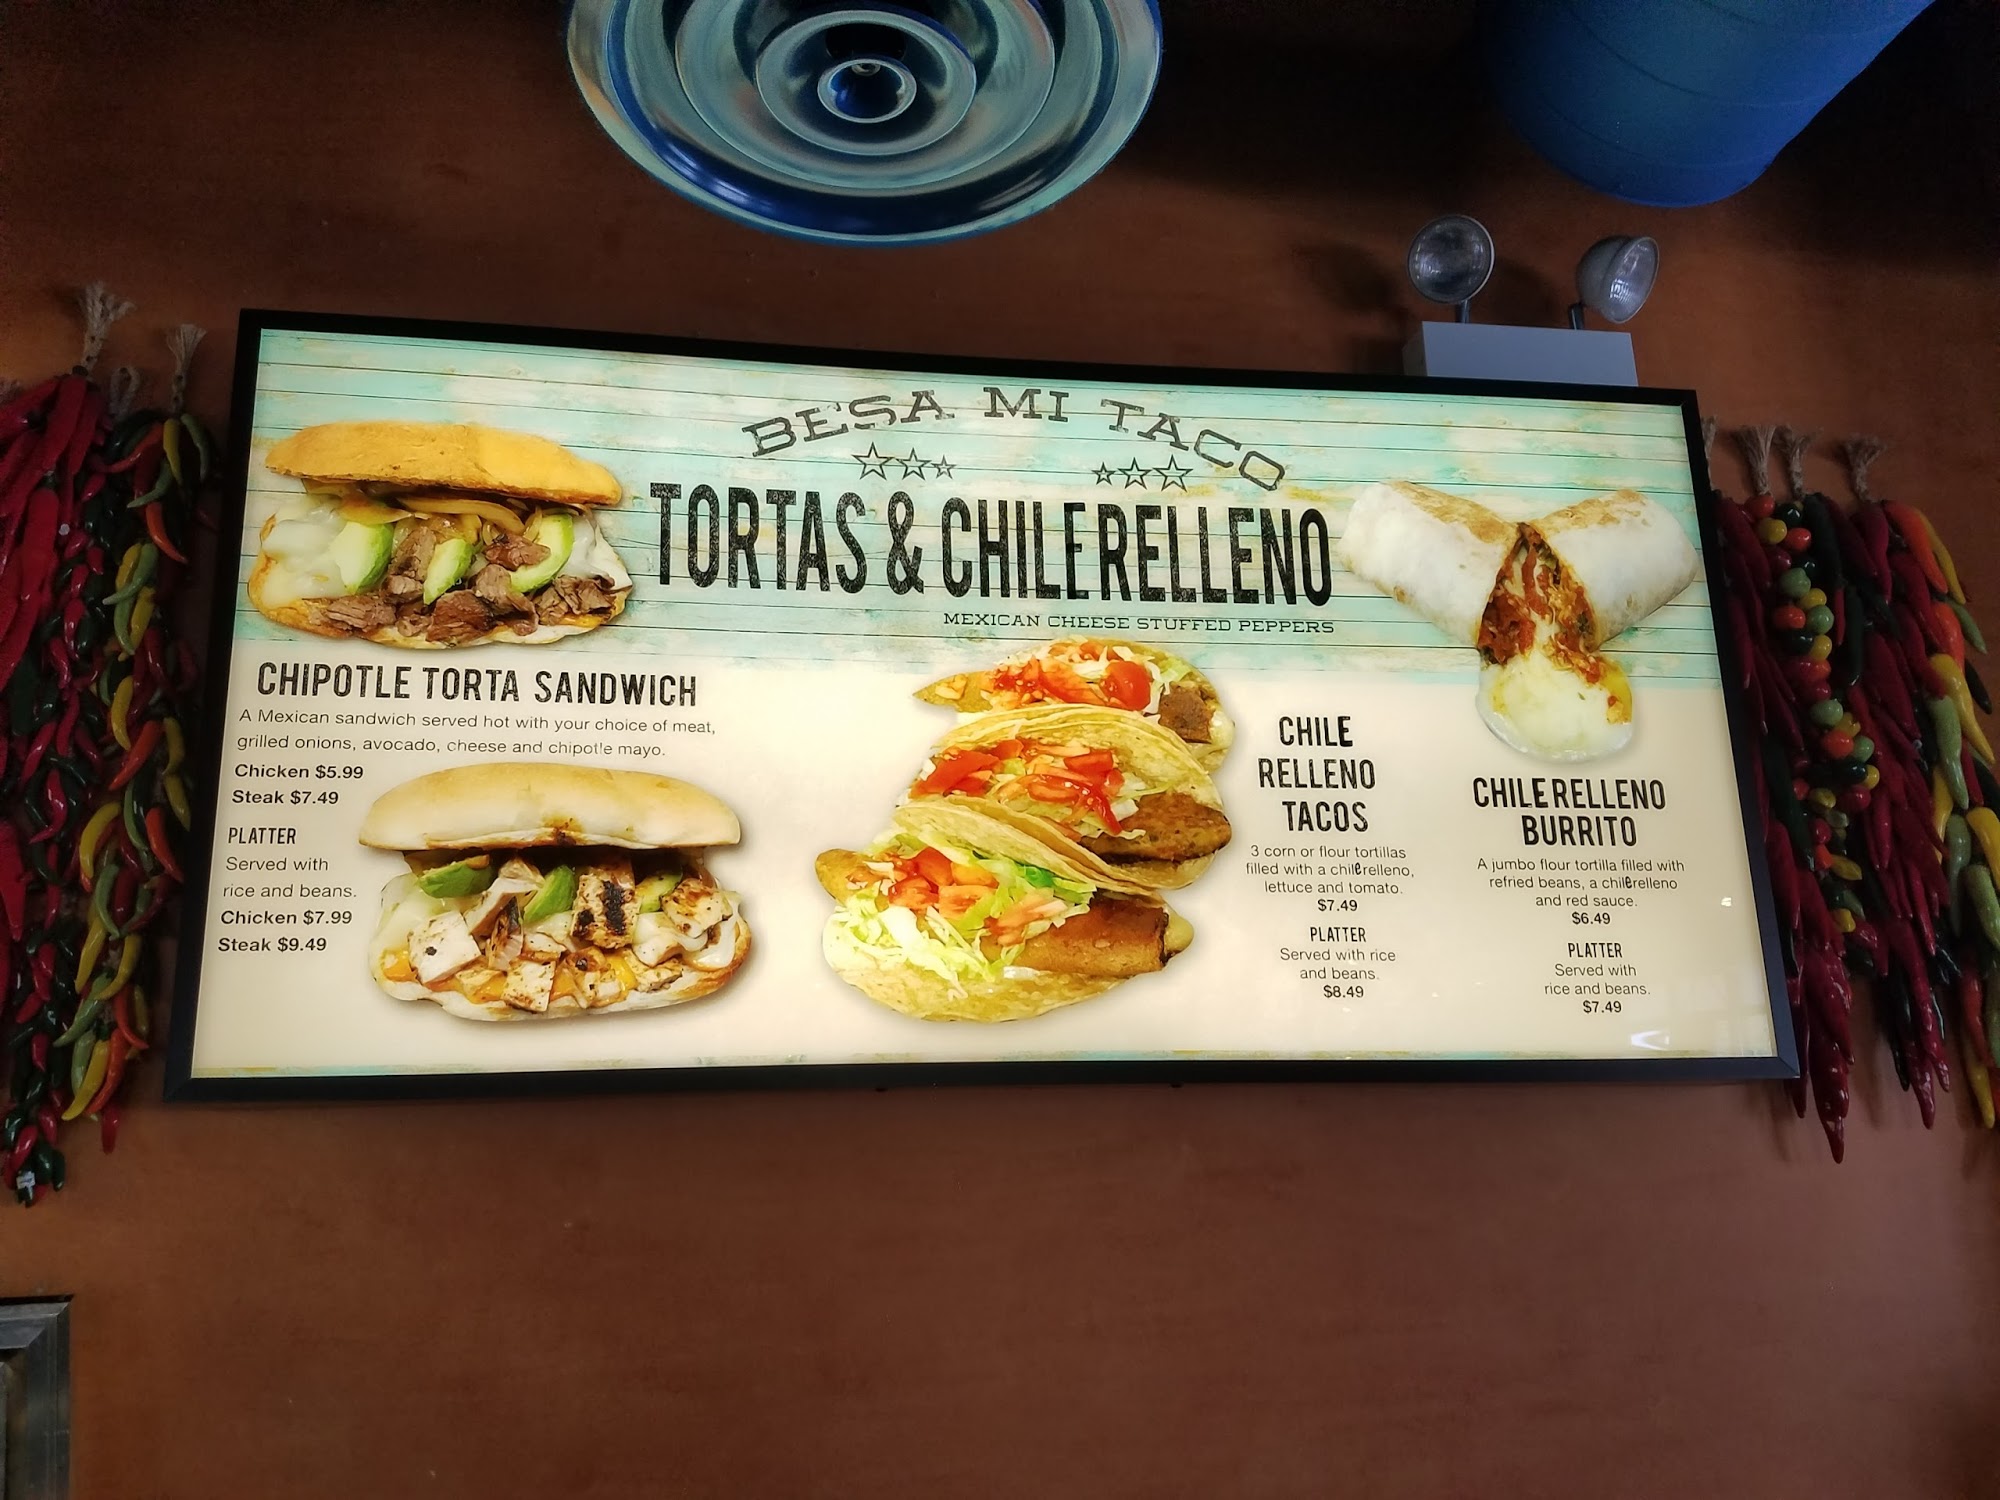 BESA MI TACO
TORTAS & CHILE RELLENO
MEXICAN CHEESE STUFFED PEPPERS
CHIPOTLE TORTA SANDWICH
A Mexican sandwich served hot with your choice of meat,
grilled onions, avocado, cheese and chipotle mayo.
Chicken $5.99
Steak $7.49
PLATTER
Served with
rice and beans.
Chicken $7.99
Steak $9.49
CHILE
RELLENO
TACOS
3 corn or flour tortillas
filled with a chile relleno,
lettuce and tomato.
$7.49
PLATTER
Served with rice
and beans.
$8.49
CHILE RELLENO
BURRITO
A jumbo flour tortilla filled with
refried beans, a chile relleno
and red sauce.
$6.49
PLATTER
Served with
rice and beans.
$7.49